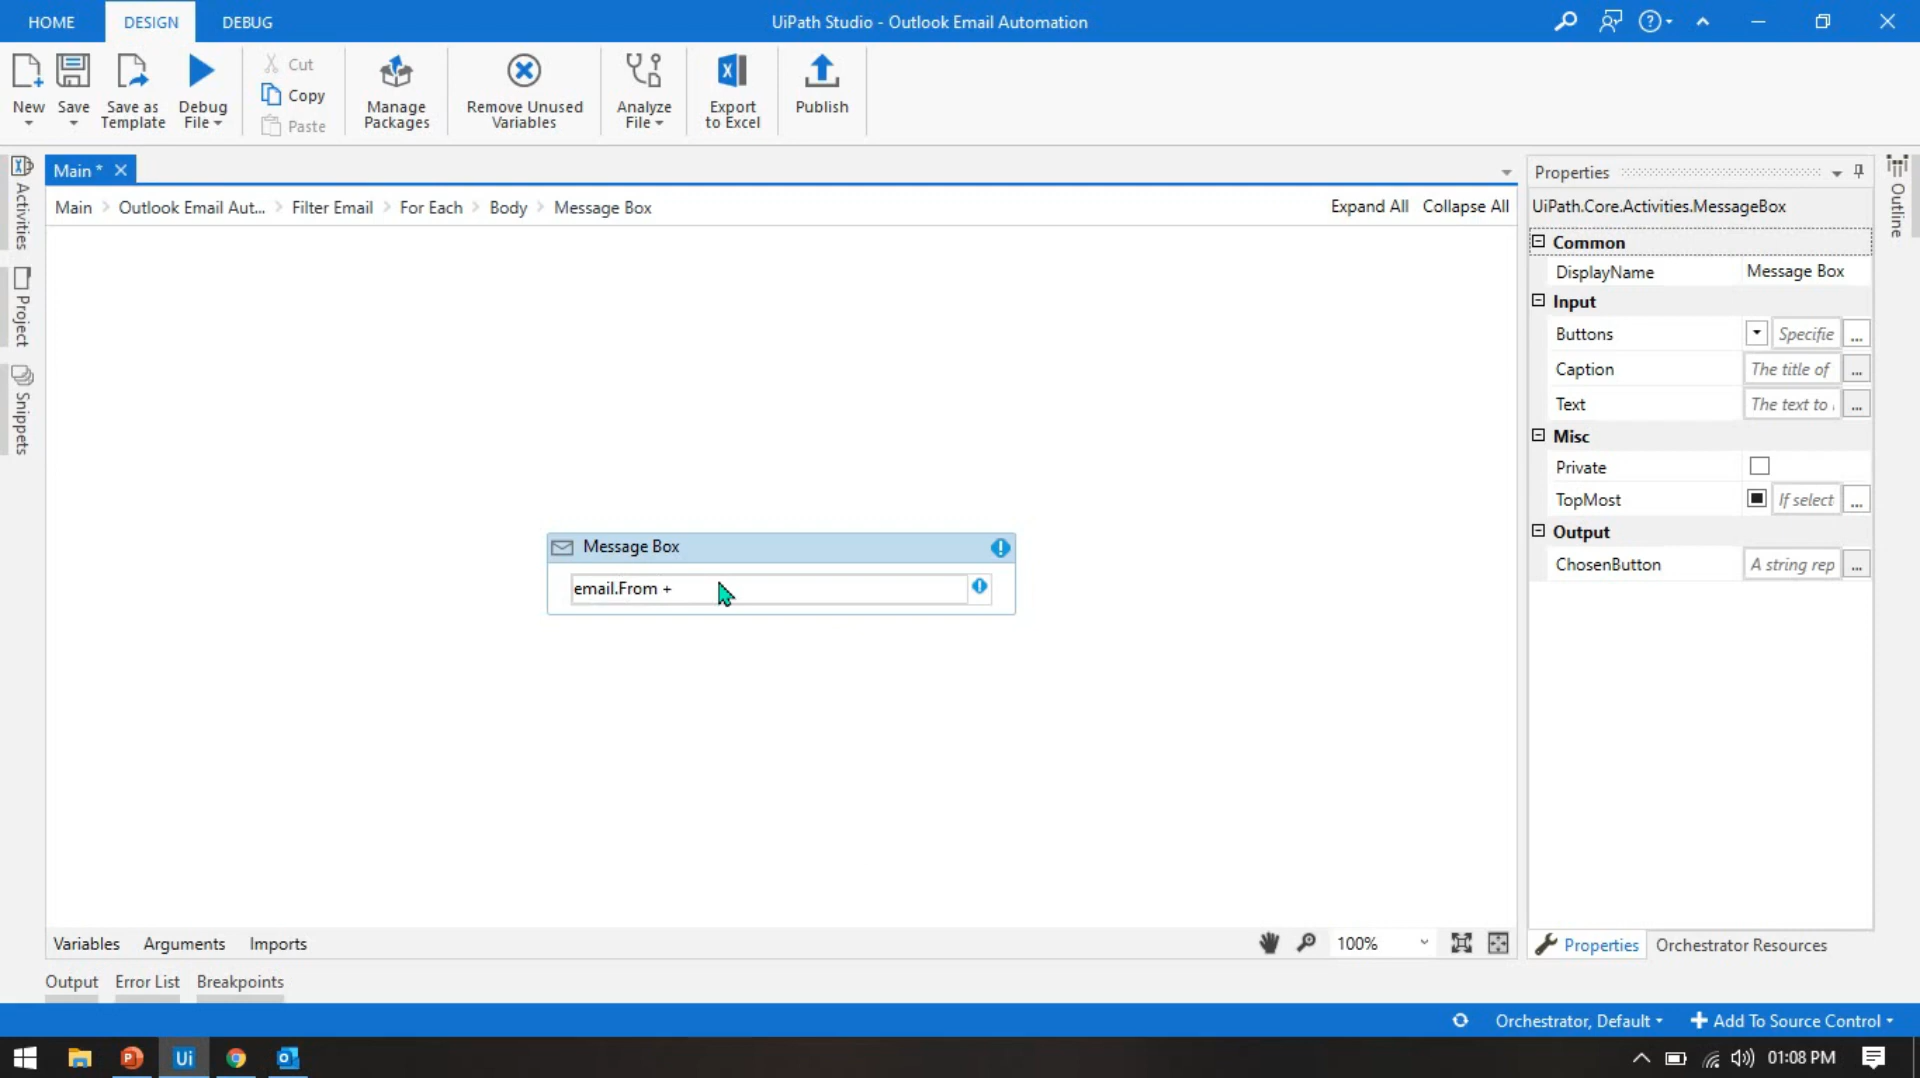 HOME DESIGN DEBUG UiPath Studio - Outlook Email Automation
New Save Save as Template Debug File Cut Copy Paste Manage Packages Remove Unused Variables Analyze File Export to Excel Publish
Main * Properties
Main Outlook Email Aut... Filter Email For Each Body Message Box Expand All Collapse All UiPath.Core.Activities.MessageBox
Activities
Project
Snippets
Outline
Common
DisplayName Message Box
Input
Buttons Specifie ...
Caption The title of ...
Text The text to ...
Misc
Private
TopMost If select ...
Output
ChosenButton A string rep ...
Message Box
email.From +
Variables Arguments Imports 100% Properties Orchestrator Resources
Output Error List Breakpoints
Orchestrator, Default Add To Source Control
Ui 01:08 PM